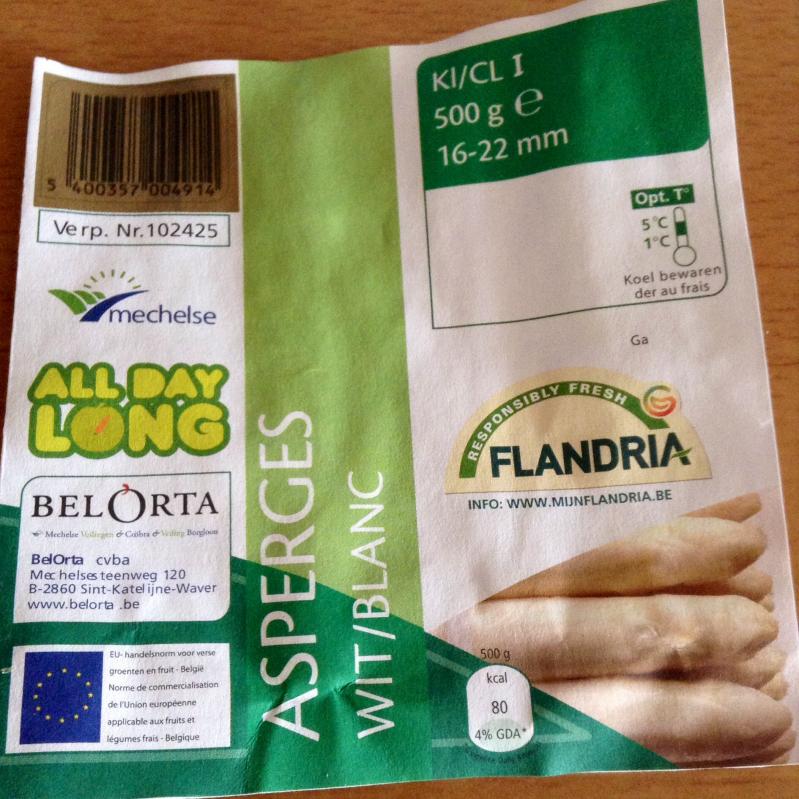 5 400357 004914
Verp. Nr.102425
mechelse
ALL DAY
LONG
BELORTA
Mechelse Veilingen & Coöbra & Veiling Borgloon
BelOrta cvba
Mechelsesteenweg 120
B-2860 Sint-Katelijne-Waver
www.belorta.be
EU- handelsnorm voor verse
groenten en fruit - België
Norme de commercialisation
de l'Union européenne
applicable aux fruits et
légumes frais - Belgique
ASPERGES
WIT/BLANC
Kl/CL I
500 g e
16-22 mm
Opt. T°
5°C
1°C
Koel bewaren
der au frais
Ga
RESPONSIBLY FRESH
FLANDRIA
INFO: WWW.MIJNFLANDRIA.BE
500 g
kcal
80
4% GDA*